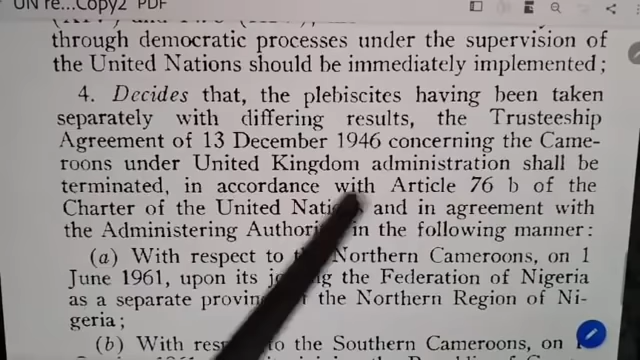 UN re...Copy2 PDF
through democratic processes under the supervision of
the United Nations should be immediately implemented;
4. Decides that, the plebiscites having been taken
separately with differing results, the Trusteeship
Agreement of 13 December 1946 concerning the Came-
roons under United Kingdom administration shall be
terminated, in accordance with Article 76 b of the
Charter of the United and in agreement with
the Administering in the following manner:
(a) With respect to Northern Cameroons, on 1
June 1961, upon its the Federation of Nigeria
as a separate the Northern Region of Ni-
geria;
(b) With to the Southern Cameroons, on